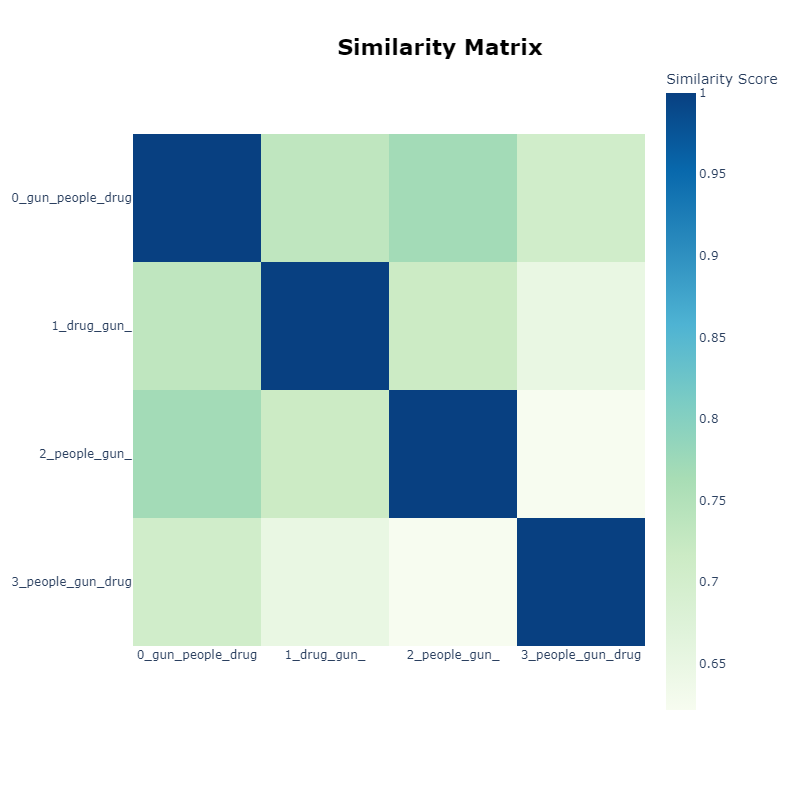 Similarity Matrix
Similarity Score
1
0.95
0.9
0.85
0.8
0.75
0.7
0.65
0_gun_people_drug
1_drug_gun_
2_people_gun_
3_people_gun_drug
0_gun_people_drug
1_drug_gun_
2_people_gun_
3_people_gun_drug